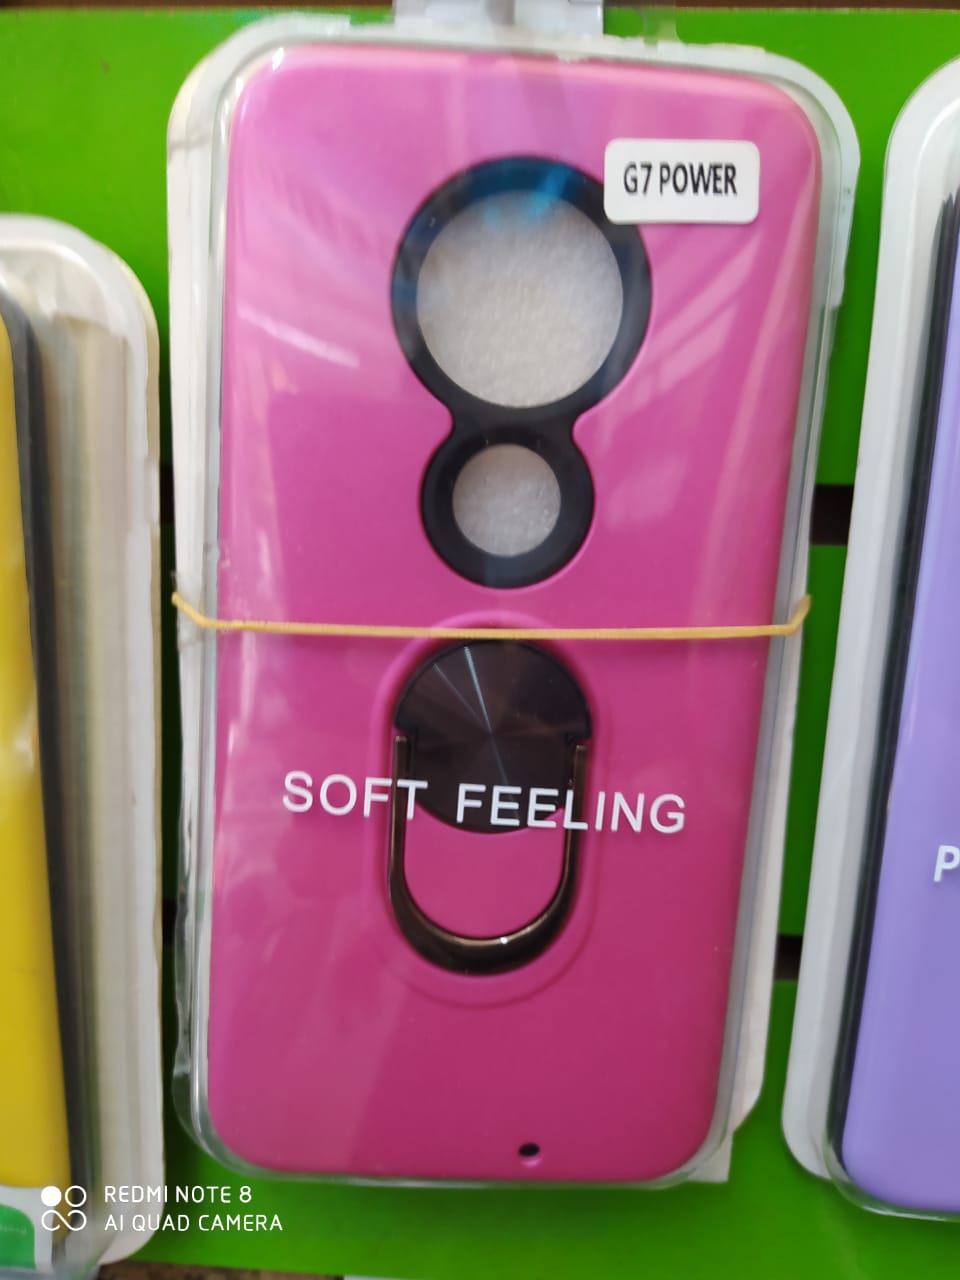 G7 POWER
SOFT FEELING
P
REDMI NOTE 8
AI QUAD CAMERA